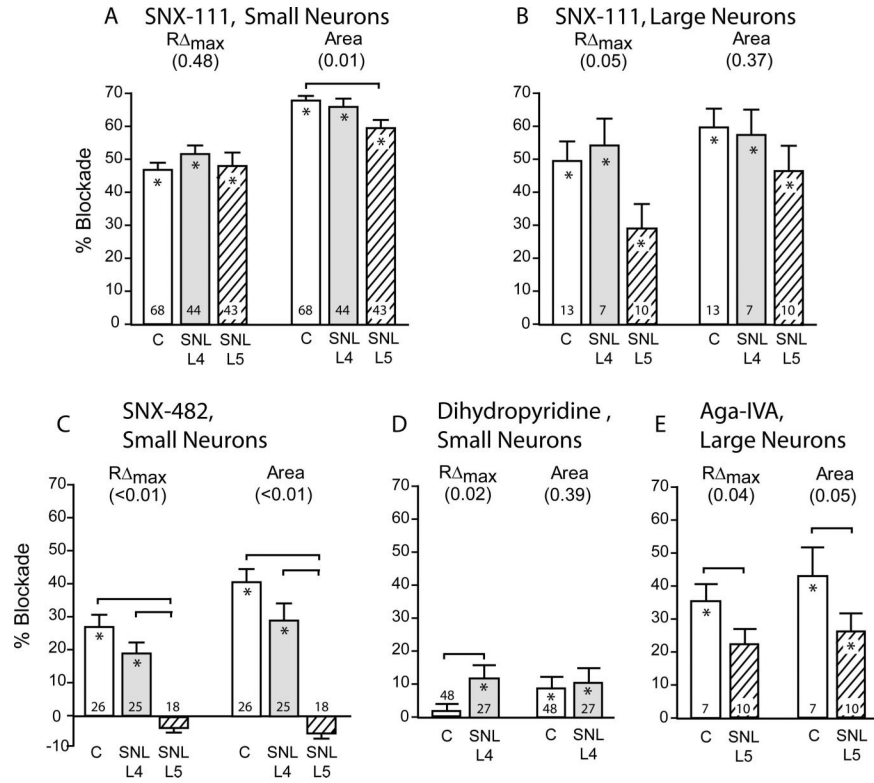 A SNX-111, Small Neurons
RΔmax Area
(0.48) (0.01)
% Blockade
70
60
50
40
30
20
10
0
* * * * * *
68 44 43 68 44 43
C SNL SNL C SNL SNL
L4 L5 L4 L5
B SNX-111, Large Neurons
RΔmax Area
(0.05) (0.37)
70
60
50
40
30
20
10
0
* * * * * *
13 7 10 13 7 10
C SNL SNL C SNL SNL
L4 L5 L4 L5
C SNX-482,
Small Neurons
RΔmax Area
(<0.01) (<0.01)
% Blockade
70
60
50
40
30
20
10
0
-10
* * * *
26 25 18 26 25 18
C SNL SNL C SNL SNL
L4 L5 L4 L5
D Dihydropyridine,
Small Neurons
RΔmax Area
(0.02) (0.39)
70
60
50
40
30
20
10
0
* * *
48 27 48 27
C SNL C SNL
L4 L4
E Aga-IVA,
Large Neurons
RΔmax Area
(0.04) (0.05)
70
60
50
40
30
20
10
0
* * *
7 10 7 10
C SNL C SNL
L5 L5